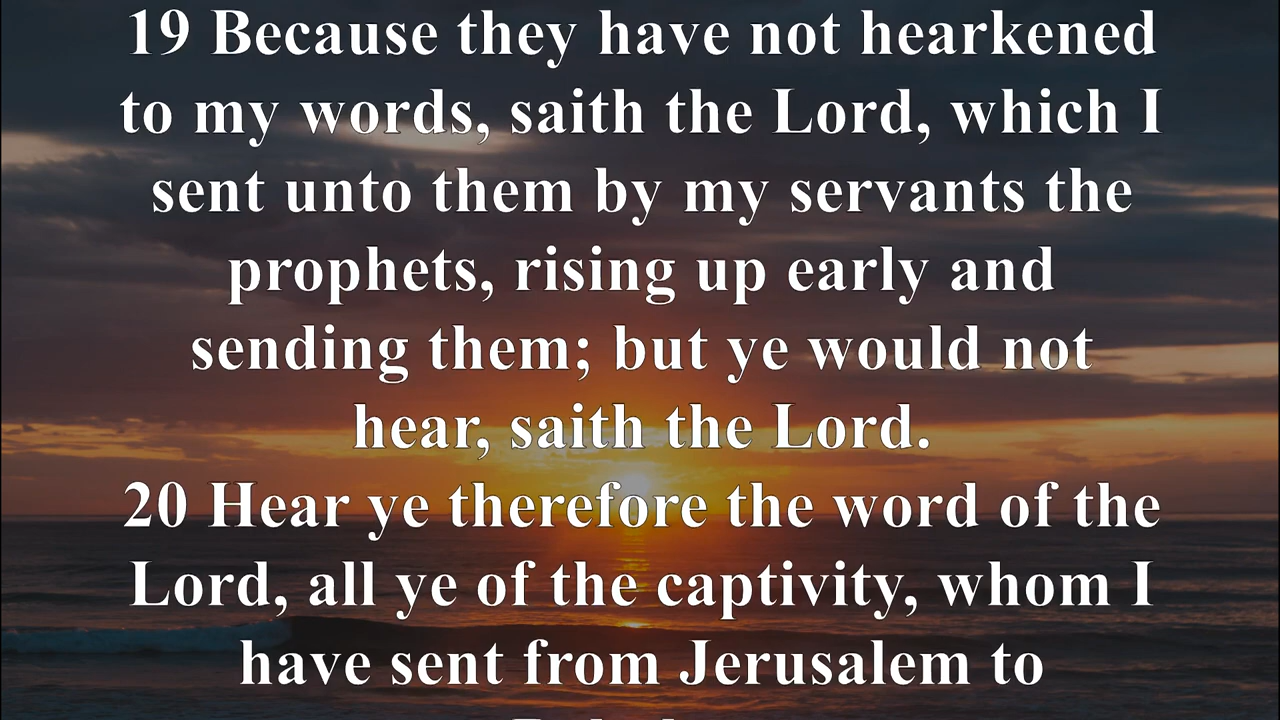 19 Because they have not hearkened
to my words, saith the Lord, which I
sent unto them by my servants the
prophets, rising up early and
sending them; but ye would not
hear, saith the Lord.
20 Hear ye therefore the word of the
Lord, all ye of the captivity, whom I
have sent from Jerusalem to